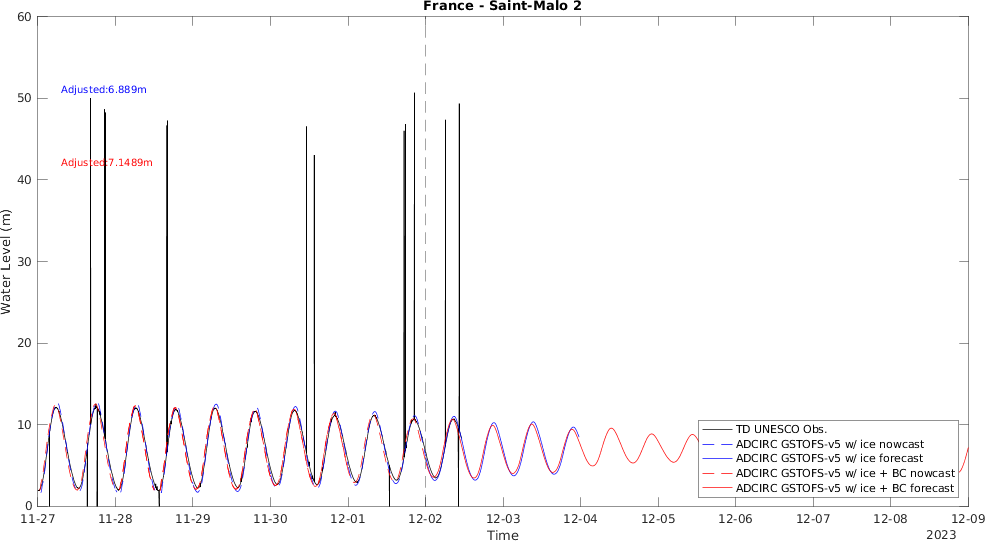 France - Saint-Malo 2
60
50
40
30
20
10
0
Water Level (m)
Adjusted:6.889m
Adjusted:7.1489m
TD UNESCO Obs.
ADCIRC GSTOFS-v5 w/ ice nowcast
ADCIRC GSTOFS-v5 w/ ice forecast
ADCIRC GSTOFS-v5 w/ ice + BC nowcast
ADCIRC GSTOFS-v5 w/ ice + BC forecast
11-27 11-28 11-29 11-30 12-01 12-02 12-03 12-04 12-05 12-06 12-07 12-08 12-09
Time
2023